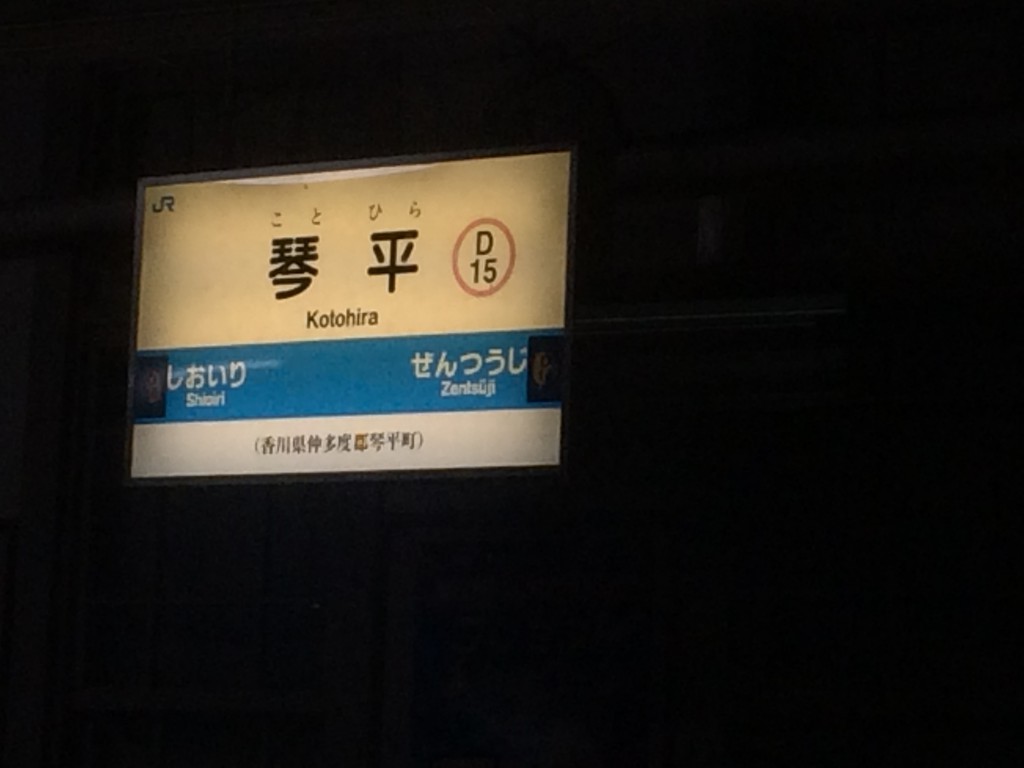 JR
こ と ひ ら
琴 平
D
15
Kotohira
しおいり ぜんつうじ
Shioiri Zentsūji
(香川県仲多度郡琴平町)